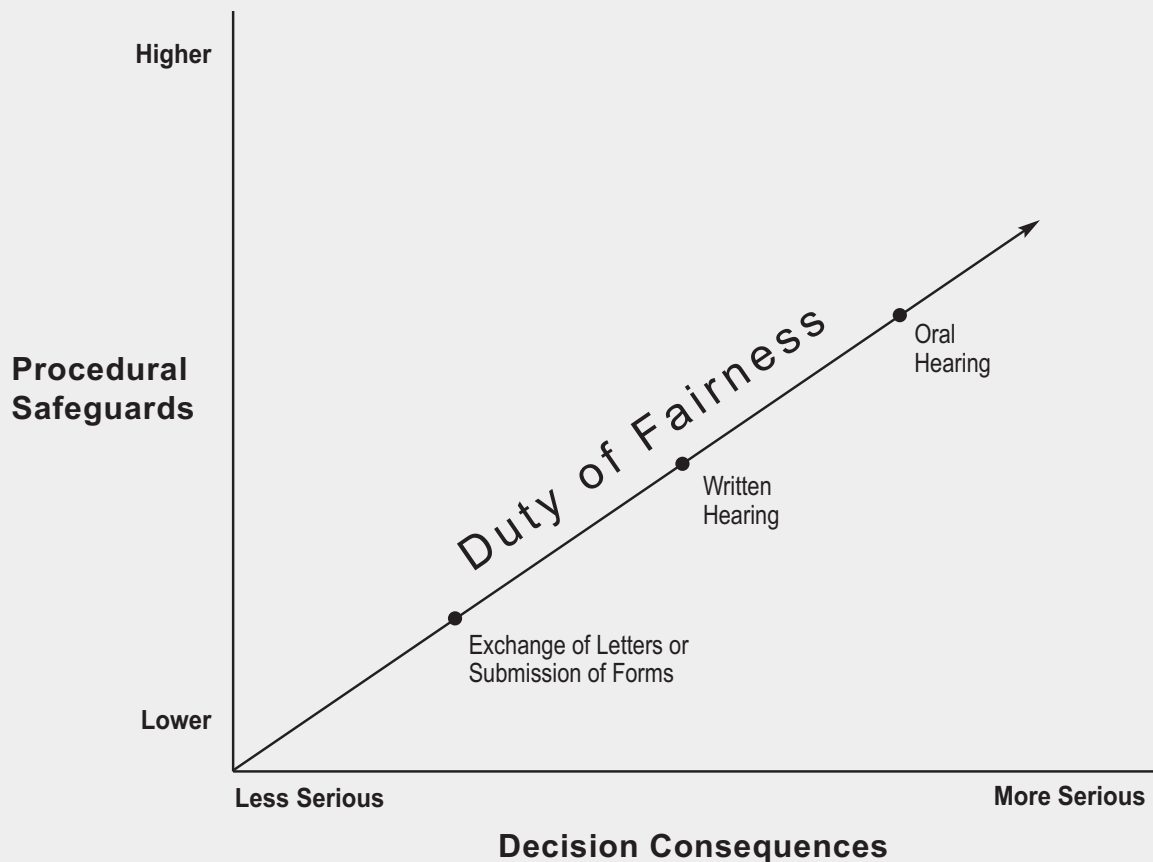 Higher
Procedural
Safeguards
Lower
Duty of Fairness
Oral
Hearing
Written
Hearing
Exchange of Letters or
Submission of Forms
Less Serious
More Serious
Decision Consequences